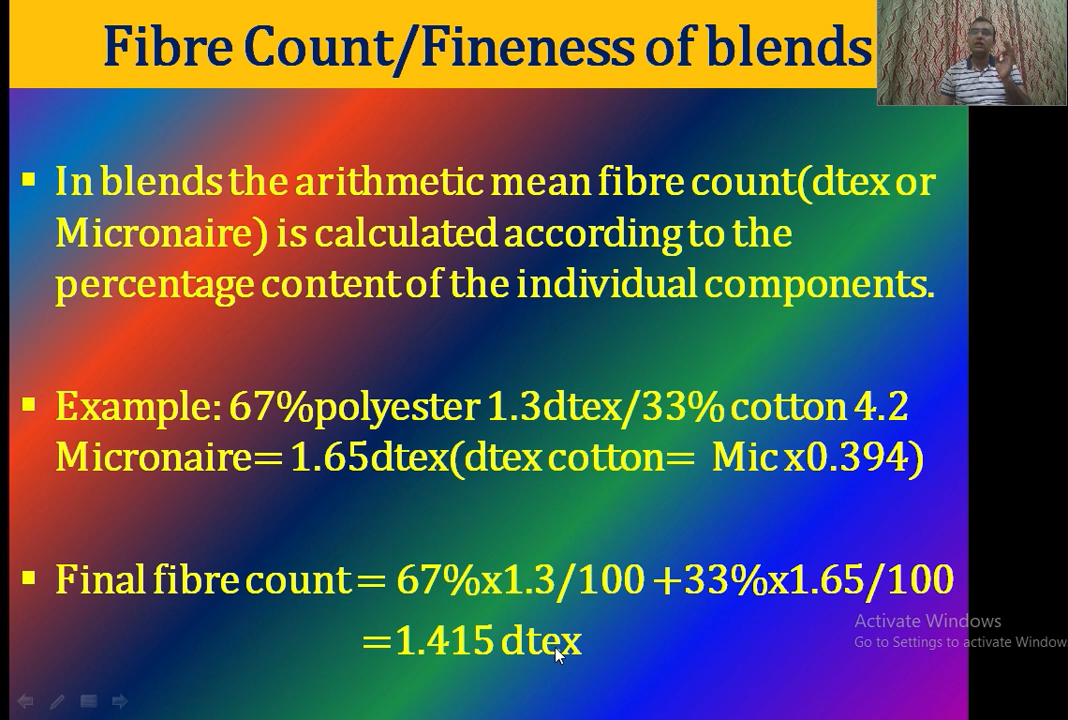 Fibre Count/Fineness of blends
In blends the arithmetic mean fibre count(dtex or
Micronaire) is calculated according to the
percentage content of the individual components.
Example: 67%polyester 1.3dtex/33% cotton 4.2
Micronaire= 1.65dtex(dtex cotton= Mic x0.394)
Final fibre count = 67%x1.3/100 +33%x1.65/100
=1.415 dtex
Activate Windows
Go to Settings to activate Window